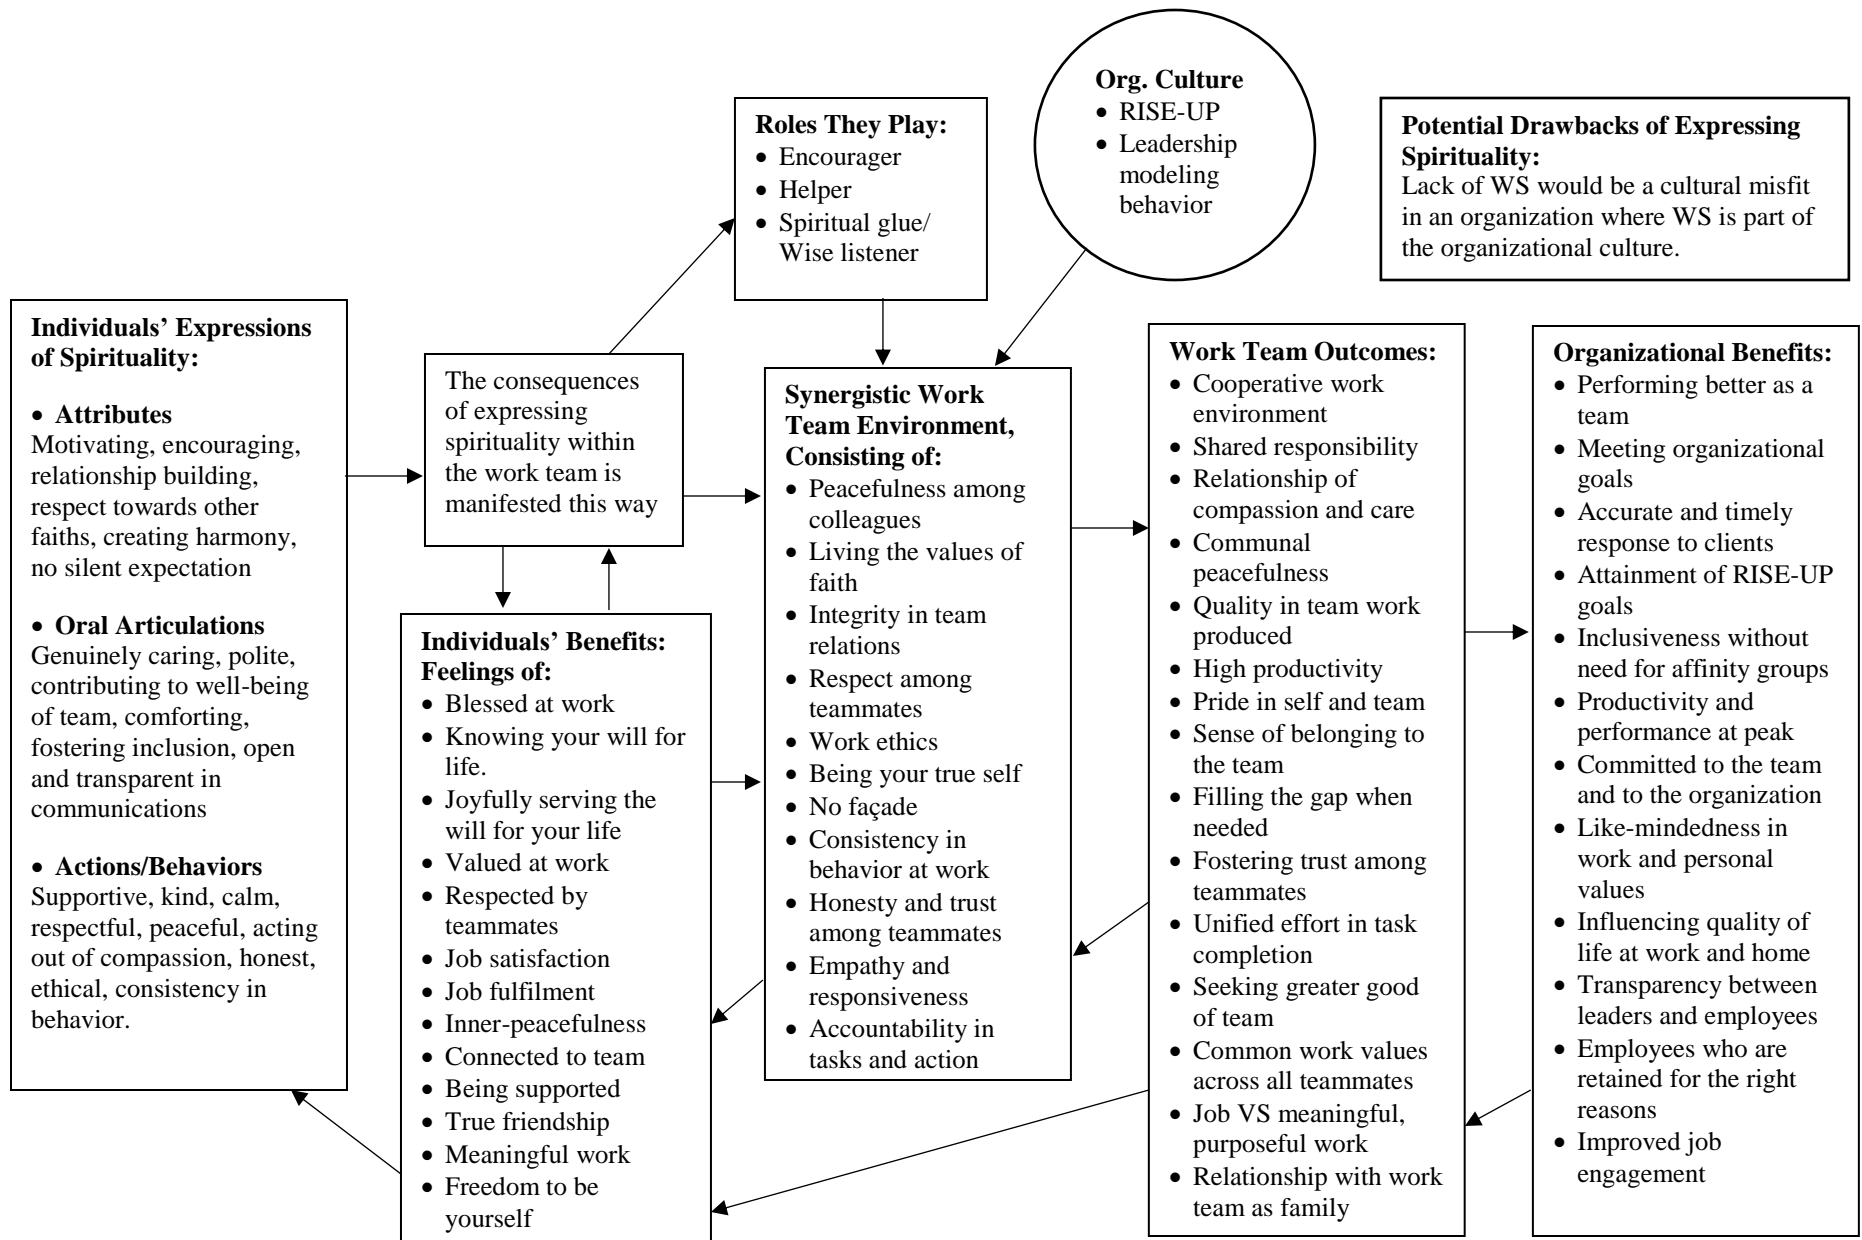 Org. Culture
• RISE-UP
• Leadership
modeling
behavior
Roles They Play:
• Encourager
• Helper
• Spiritual glue/
Wise listener
Potential Drawbacks of Expressing
Spirituality:
Lack of WS would be a cultural misfit
in an organization where WS is part of
the organizational culture.
Individuals’ Expressions
of Spirituality:
• Attributes
Motivating, encouraging,
relationship building,
respect towards other
faiths, creating harmony,
no silent expectation
• Oral Articulations
Genuinely caring, polite,
contributing to well-being
of team, comforting,
fostering inclusion, open
and transparent in
communications
• Actions/Behaviors
Supportive, kind, calm,
respectful, peaceful, acting
out of compassion, honest,
ethical, consistency in
behavior.
The consequences
of expressing
spirituality within
the work team is
manifested this way
Individuals’ Benefits:
Feelings of:
• Blessed at work
• Knowing your will for
life.
• Joyfully serving the
will for your life
• Valued at work
• Respected by
teammates
• Job satisfaction
• Job fulfilment
• Inner-peacefulness
• Connected to team
• Being supported
• True friendship
• Meaningful work
• Freedom to be
yourself
Synergistic Work
Team Environment,
Consisting of:
• Peacefulness among
colleagues
• Living the values of
faith
• Integrity in team
relations
• Respect among
teammates
• Work ethics
• Being your true self
• No façade
• Consistency in
behavior at work
• Honesty and trust
among teammates
• Empathy and
responsiveness
• Accountability in
tasks and action
Work Team Outcomes:
• Cooperative work
environment
• Shared responsibility
• Relationship of
compassion and care
• Communal
peacefulness
• Quality in team work
produced
• High productivity
• Pride in self and team
• Sense of belonging to
the team
• Filling the gap when
needed
• Fostering trust among
teammates
• Unified effort in task
completion
• Seeking greater good
of team
• Common work values
across all teammates
• Job VS meaningful,
purposeful work
• Relationship with work
team as family
Organizational Benefits:
• Performing better as a
team
• Meeting organizational
goals
• Accurate and timely
response to clients
• Attainment of RISE-UP
goals
• Inclusiveness without
need for affinity groups
• Productivity and
performance at peak
• Committed to the team
and to the organization
• Like-mindedness in
work and personal
values
• Influencing quality of
life at work and home
• Transparency between
leaders and employees
• Employees who are
retained for the right
reasons
• Improved job
engagement